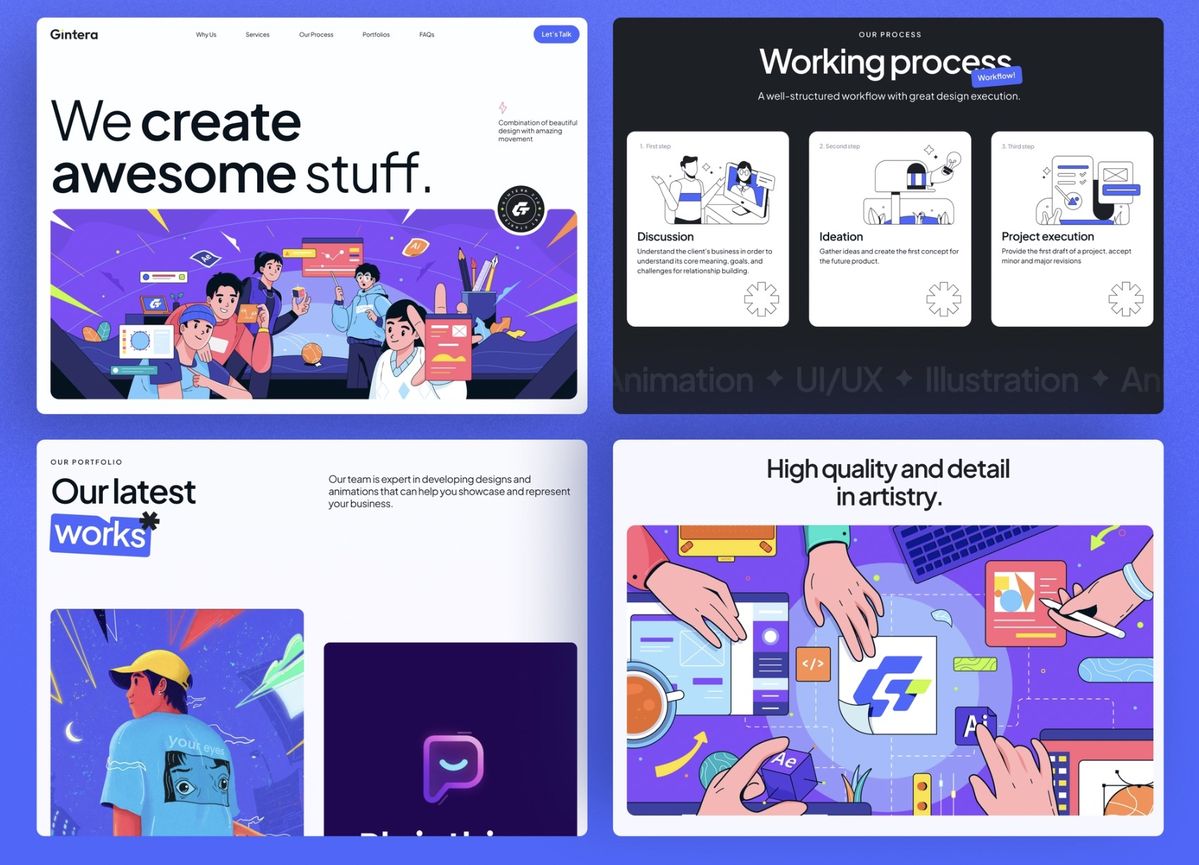 Gintera
Why Us
Services
Our Process
Portfolios
FAQs
Let's Talk
We create
awesome stuff.
Combination of beautiful
design with amazing
movement
Ae
Ai
OUR PROCESS
Working process
Workflow!
A well-structured workflow with great design execution.
1. First step
Discussion
Understand the client's business in order to
understand its core meaning, goals, and
challenges for relationship building.
2. Second step
Ideation
Gather ideas and create the first concept for
the future product.
3. Third step
Project execution
Provide the first draft of a project, accept
minor and major revisions
Animation ✦ UI/UX ✦ Illustration ✦ An
OUR PORTFOLIO
Our latest
works*
Our team is expert in developing designs and
animations that can help you showcase and represent
your business.
your eyes
High quality and detail
in artistry.
</>
Ai
Ae